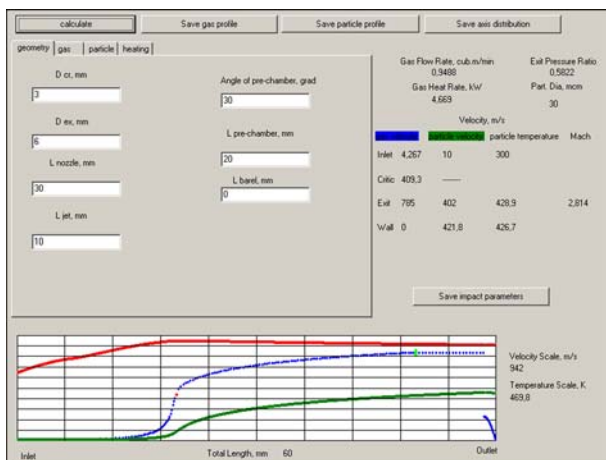 calculate Save gas profile Save particle profile Save axis distribution
geometry gas particle heating
D cr, mm
3
D ex, mm
6
L nozzle, mm
30
L jet, mm
10
Angle of pre-chamber, grad
30
L pre-chamber, mm
20
L barel, mm
0
Gas Flow Rate, cub.m/min Exit Pressure Ratio
0,9488 0,5822
Gas Heat Rate, kW Part. Dia, mcm
4,669 30
Velocity, m/s
particle velocity particle temperature Mach
Inlet 4,267 10 300
Critic 409,3 -----
Exit 785 402 428,9 2,814
Wall 0 421,8 426,7
Save impact parameters
Velocity Scale, m/s
942
Temperature Scale, K
469,8
Inlet Total Length, mm 60 Outlet